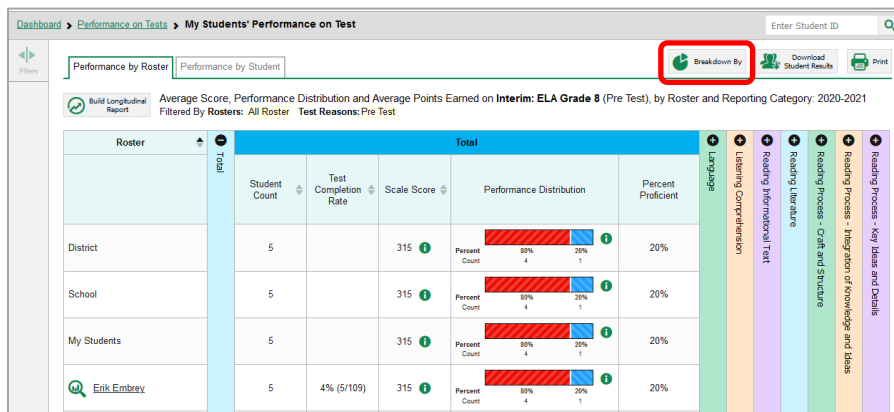 Dashboard > Performance on Tests > My Students' Performance on Test
Enter Student ID
Filters
Performance by Roster
Performance by Student
Breakdown By
Download
Student Results
Print
Build Longitudinal
Report
Average Score, Performance Distribution and Average Points Earned on Interim: ELA Grade 8 (Pre Test), by Roster and Reporting Category: 2020-2021
Filtered By Rosters: All Roster Test Reasons: Pre Test
Roster
Total
Total
Student
Count
Test
Completion
Rate
Scale Score
Performance Distribution
Percent
Proficient
Language
Listening Comprehension
Reading Informational Text
Reading Literature
Reading Process - Craft and Structure
Reading Process - Integration of Knowledge and Ideas
Reading Process - Key Ideas and Details
District 5 315 20%
Percent 80% 20%
Count 4 1
School 5 315 20%
Percent 80% 20%
Count 4 1
My Students 5 315 20%
Percent 80% 20%
Count 4 1
Erik Embrey 5 4% (5/109) 315 20%
Percent 80% 20%
Count 4 1